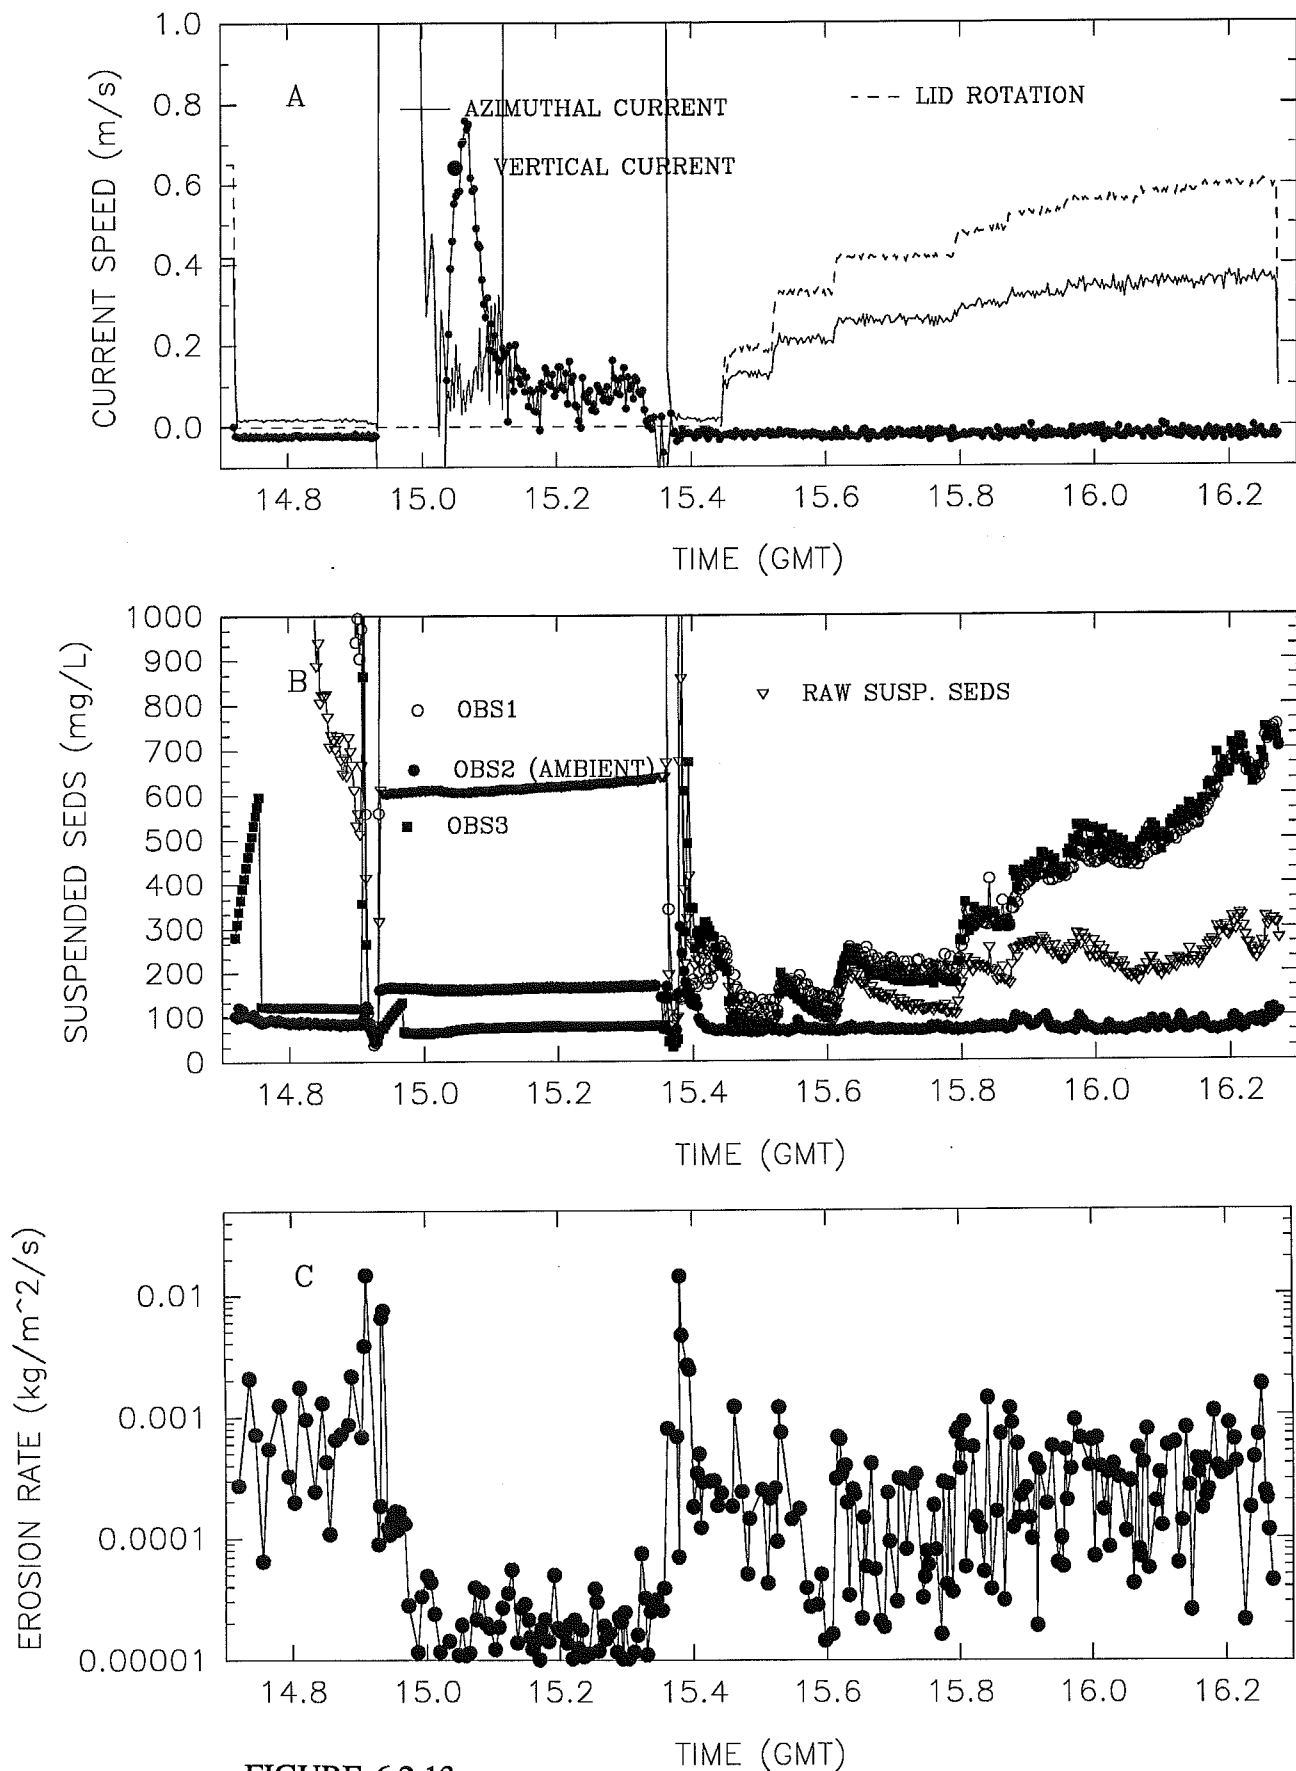 1.0
0.8
0.6
0.4
0.2
0.0
CURRENT SPEED (m/s)
A
AZIMUTHAL CURRENT
VERTICAL CURRENT
LID ROTATION
14.8 15.0 15.2 15.4 15.6 15.8 16.0 16.2
TIME (GMT)
1000
900
800
700
600
500
400
300
200
100
0
SUSPENDED SEDS (mg/L)
B
OBS1
OBS2 (AMBIENT)
OBS3
RAW SUSP. SEDS
14.8 15.0 15.2 15.4 15.6 15.8 16.0 16.2
TIME (GMT)
0.01
0.001
0.0001
0.00001
EROSION RATE (kg/m^2/s)
C
14.8 15.0 15.2 15.4 15.6 15.8 16.0 16.2
TIME (GMT)
FIGURE 6.2.13